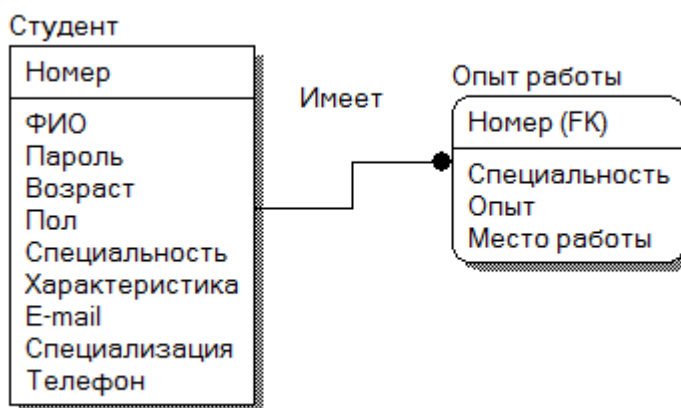 Студент
Номер
ФИО
Пароль
Возраст
Пол
Специальность
Характеристика
E-mail
Специализация
Телефон
Имеет
Опыт работы
Номер (FK)
Специальность
Опыт
Место работы